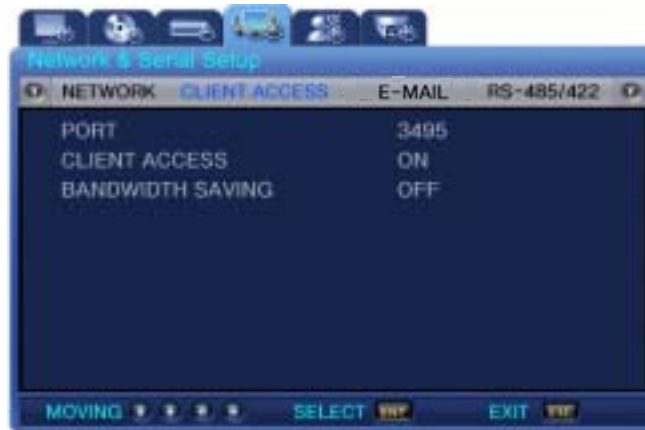 Network & Serial Setup
NETWORK CLIENT ACCESS E-MAIL RS-485/422
PORT 3495
CLIENT ACCESS ON
BANDWIDTH SAVING OFF
MOVING SELECT ENT EXIT